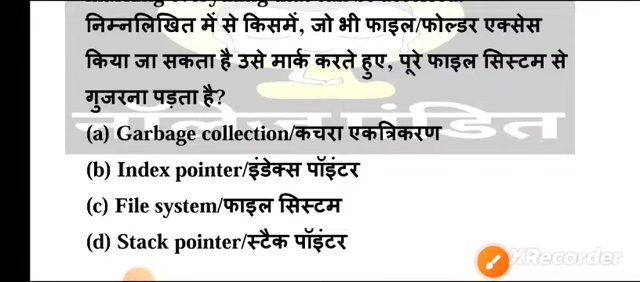 निम्नलिखित में से किसमें, जो भी फाइल/फोल्डर एक्सेस
किया जा सकता है उसे मार्क करते हुए, पूरे फाइल सिस्टम से
गुजरना पड़ता है?
नॉलेज पंडित
(a) Garbage collection/कचरा एकत्रिकरण
(b) Index pointer/इंडेक्स पॉइंटर
(c) File system/फाइल सिस्टम
(d) Stack pointer/स्टैक पॉइंटर
XRecorder